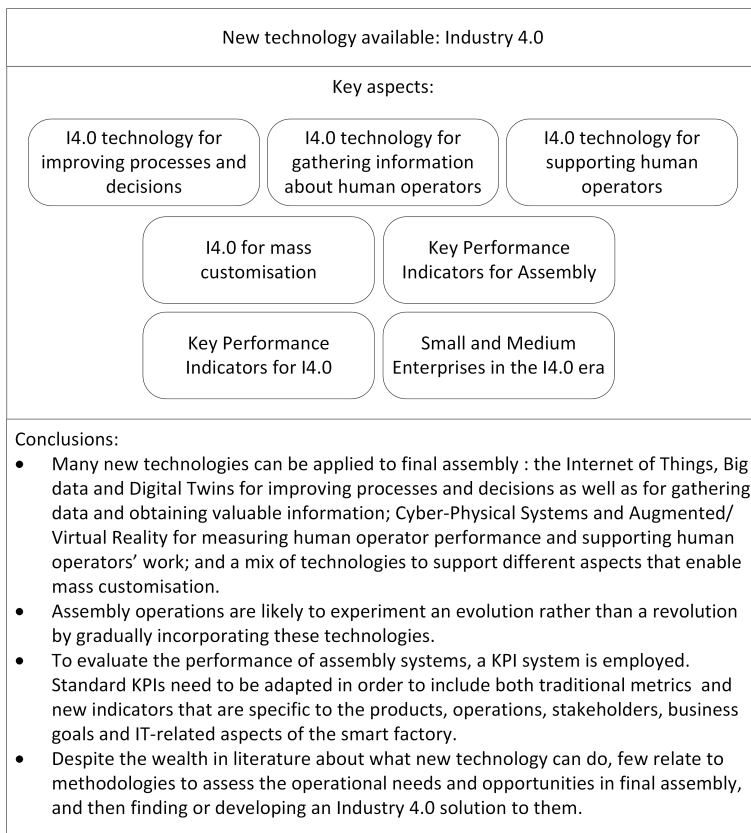 New technology available: Industry 4.0
Key aspects:
I4.0 technology for
improving processes and
decisions
I4.0 technology for
gathering information
about human operators
I4.0 technology for
supporting human
operators
I4.0 for mass
customisation
Key Performance
Indicators for Assembly
Key Performance
Indicators for I4.0
Small and Medium
Enterprises in the I4.0 era
Conclusions:
• Many new technologies can be applied to final assembly : the Internet of Things, Big
data and Digital Twins for improving processes and decisions as well as for gathering
data and obtaining valuable information; Cyber-Physical Systems and Augmented/
Virtual Reality for measuring human operator performance and supporting human
operators’ work; and a mix of technologies to support different aspects that enable
mass customisation.
• Assembly operations are likely to experiment an evolution rather than a revolution
by gradually incorporating these technologies.
• To evaluate the performance of assembly systems, a KPI system is employed.
Standard KPIs need to be adapted in order to include both traditional metrics and
new indicators that are specific to the products, operations, stakeholders, business
goals and IT-related aspects of the smart factory.
• Despite the wealth in literature about what new technology can do, few relate to
methodologies to assess the operational needs and opportunities in final assembly,
and then finding or developing an Industry 4.0 solution to them.